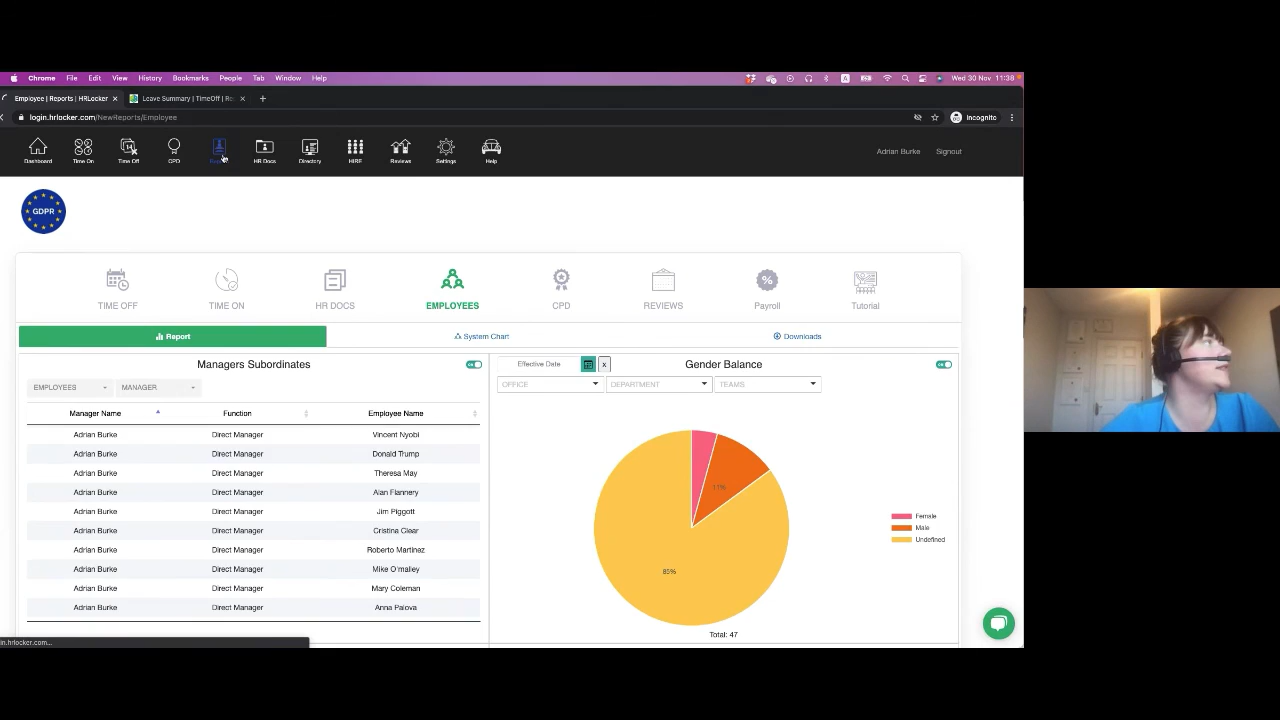 Chrome File Edit View History Bookmarks People Tab Window Help A Wed 30 Nov 11:38
Employee | Reports | HRLocker Leave Summary | TimeOff | Re
login.hrlocker.com/NewReports/Employee Incognito
Dashboard Time On Time Off CPD HR Docs Directory HIRE Reviews Settings Help
Adrian Burke Signout
GDPR
TIME OFF TIME ON HR DOCS EMPLOYEES CPD REVIEWS Payroll Tutorial
Report System Chart Downloads
Managers Subordinates ON
Effective Date x Gender Balance ON
EMPLOYEES MANAGER
OFFICE DEPARTMENT TEAMS
Manager Name Function Employee Name
Adrian Burke Direct Manager Vincent Nyobi
Adrian Burke Direct Manager Donald Trump
Adrian Burke Direct Manager Theresa May
Adrian Burke Direct Manager Alan Flannery
Adrian Burke Direct Manager Jim Piggott
Adrian Burke Direct Manager Cristina Clear
Adrian Burke Direct Manager Roberto Martinez
Adrian Burke Direct Manager Mike O'malley
Adrian Burke Direct Manager Mary Coleman
Adrian Burke Direct Manager Anna Palova
11%
85%
Female
Male
Undefined
Total: 47
in.hrlocker.com...